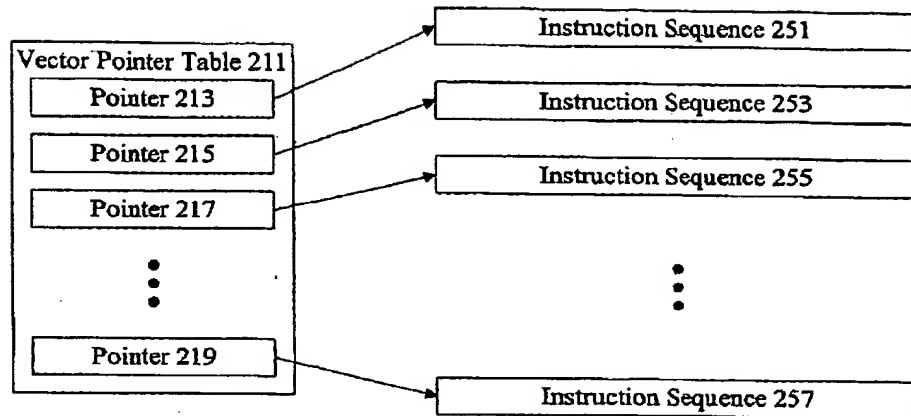 Vector Pointer Table 211
Pointer 213
Pointer 215
Pointer 217
Pointer 219
Instruction Sequence 251
Instruction Sequence 253
Instruction Sequence 255
Instruction Sequence 257